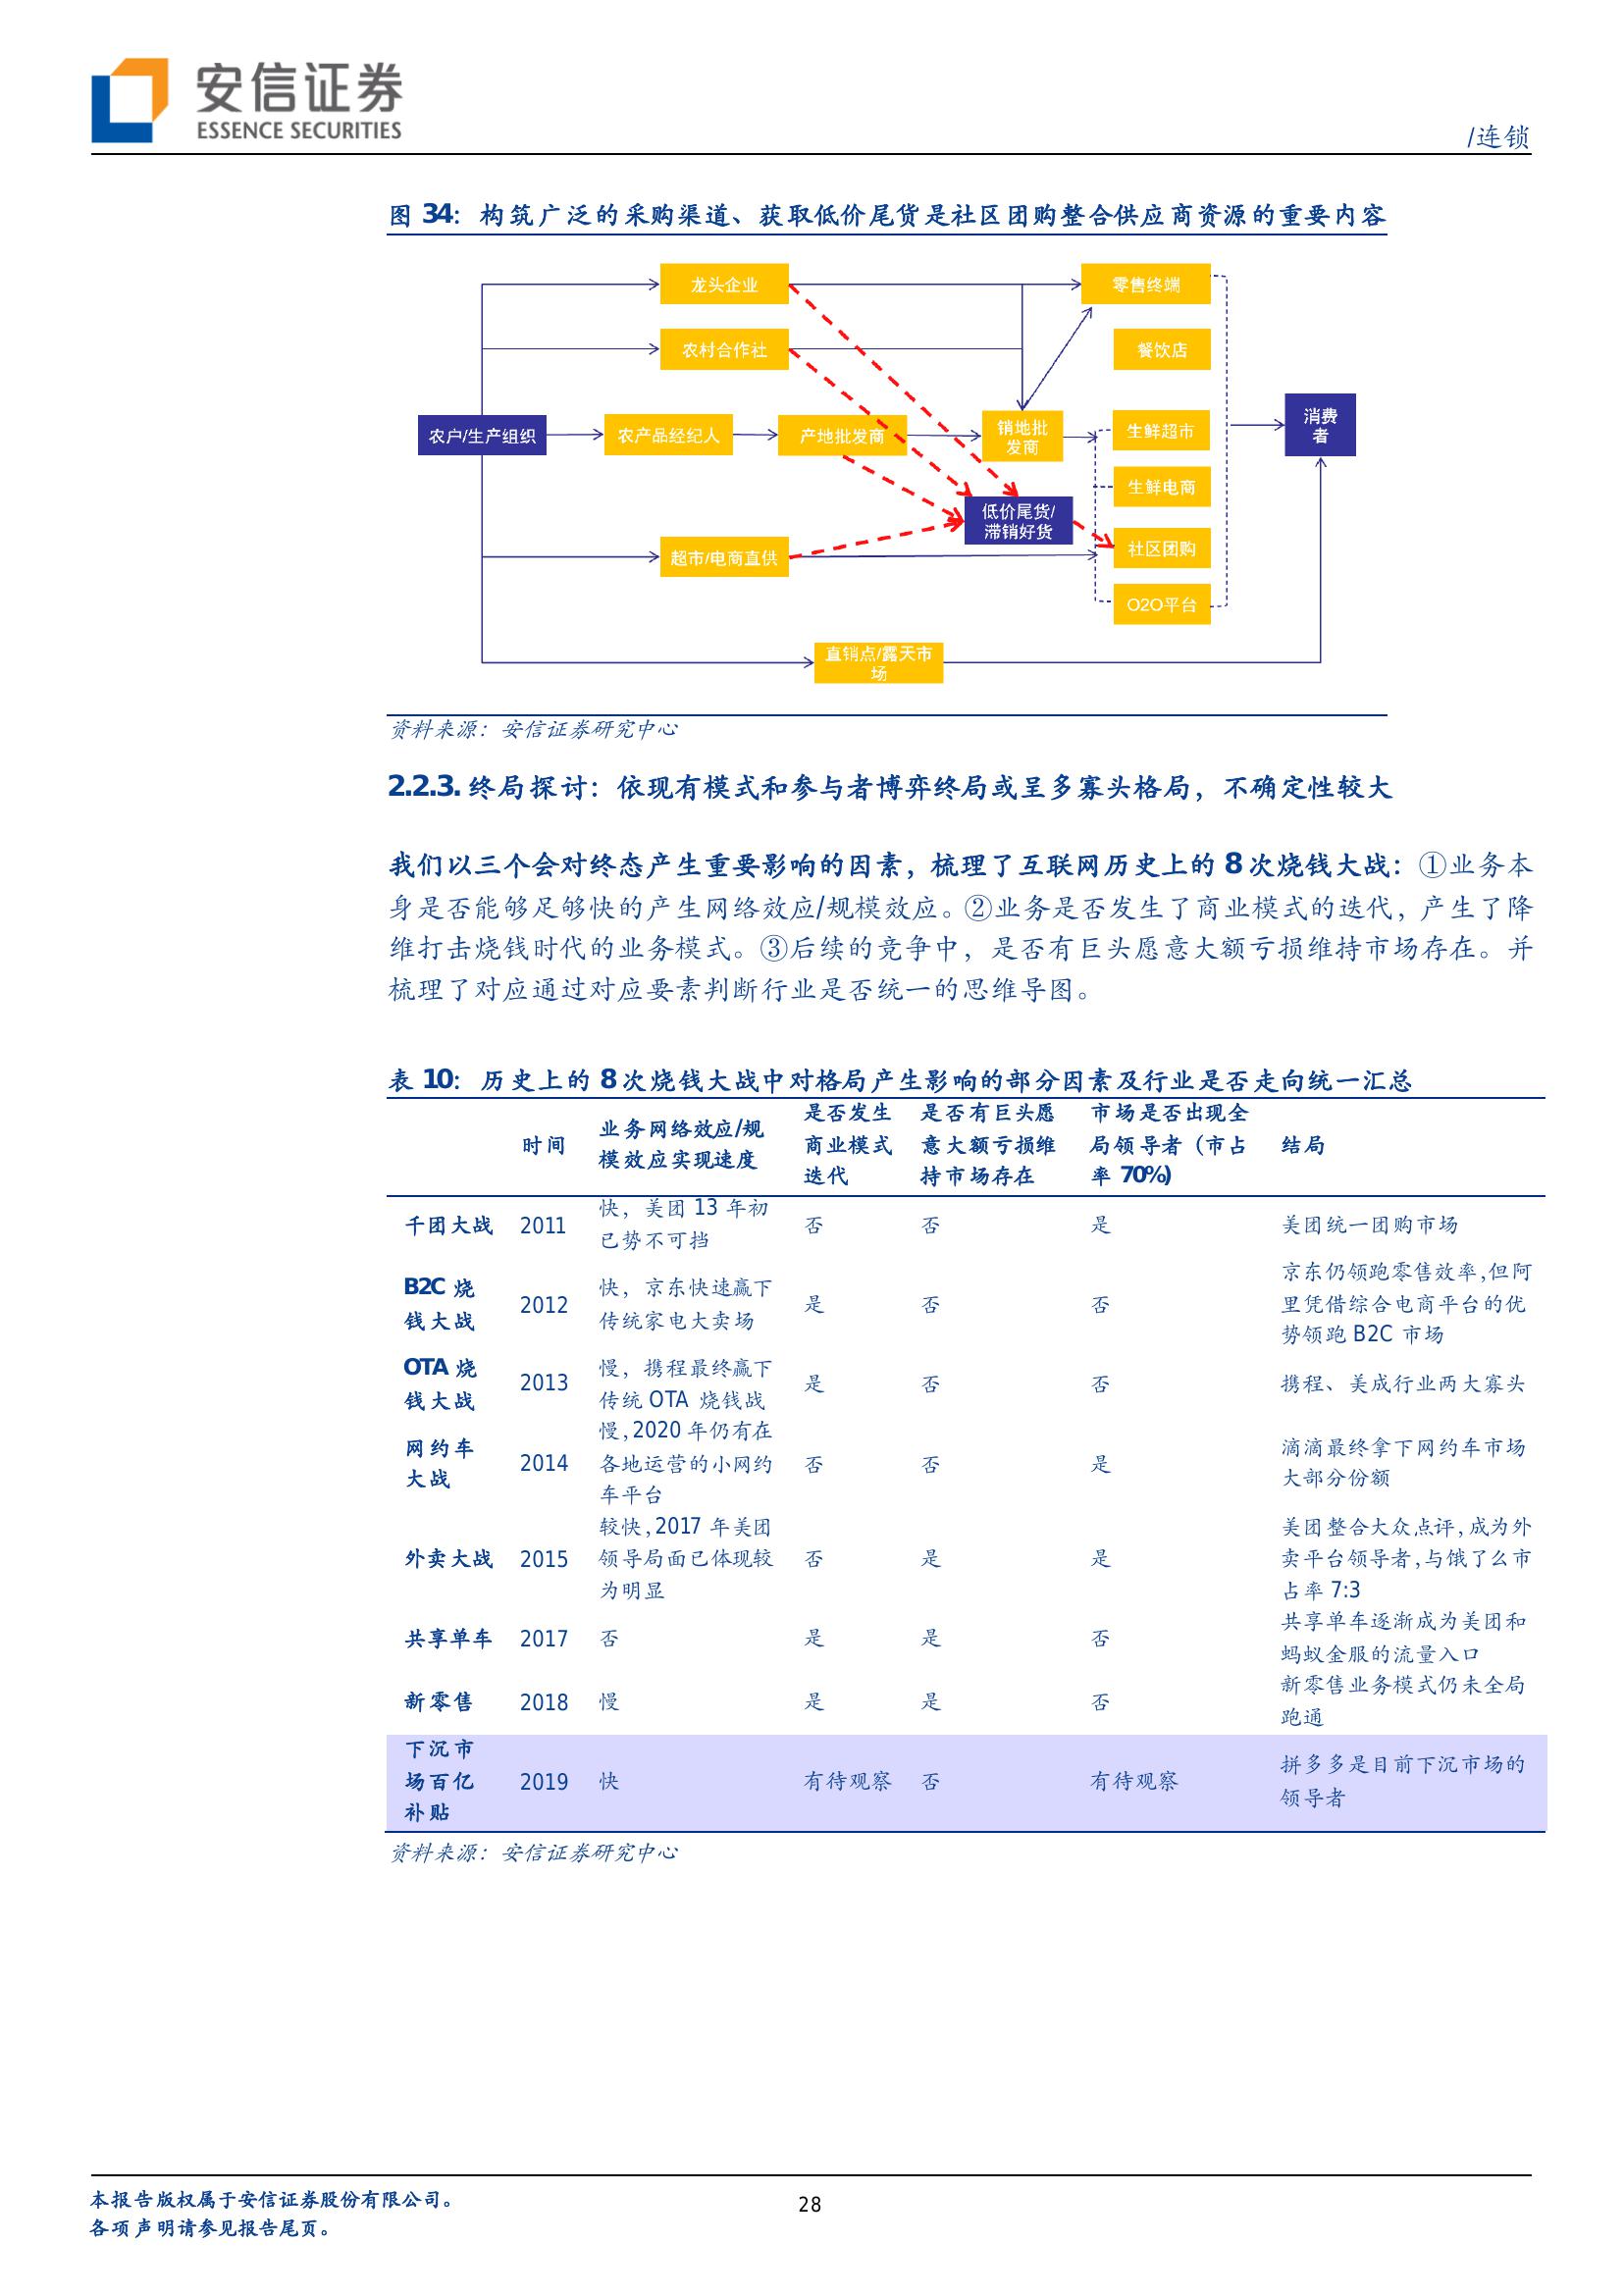 安信证券
ESSENCE SECURITIES
/连锁
图 34：构筑广泛的采购渠道、获取低价尾货是社区团购整合供应商资源的重要内容
龙头企业
零售终端
农村合作社
餐饮店
农户/生产组织
农产品经纪人
产地批发商
销地批
发商
生鲜超市
消费
者
生鲜电商
低价尾货/
滞销好货
社区团购
超市/电商直供
O2O平台
直销点/露天市
场
资料来源：安信证券研究中心
2.2.3. 终局探讨：依现有模式和参与者博弈终局或呈多寡头格局，不确定性较大
我们以三个会对终态产生重要影响的因素，梳理了互联网历史上的 8 次烧钱大战：①业务本
身是否能够足够快的产生网络效应/规模效应。②业务是否发生了商业模式的迭代，产生了降
维打击烧钱时代的业务模式。③后续的竞争中，是否有巨头愿意大额亏损维持市场存在。并
梳理了对应通过对应要素判断行业是否统一的思维导图。
表 10：历史上的 8 次烧钱大战中对格局产生影响的部分因素及行业是否走向统一汇总
时间
业务网络效应/规
模效应实现速度
是否发生
商业模式
迭代
是否有巨头愿
意大额亏损维
持市场存在
市场是否出现全
局领导者（市占
率 70%)
结局
千团大战
2011
快，美团 13 年初
已势不可挡
否
否
是
美团统一团购市场
B2C 烧
钱大战
2012
快，京东快速赢下
传统家电大卖场
是
否
否
京东仍领跑零售效率,但阿
里凭借综合电商平台的优
势领跑 B2C 市场
OTA 烧
钱大战
2013
慢，携程最终赢下
传统 OTA 烧钱战
是
否
否
携程、美成行业两大寡头
网约车
大战
2014
慢,2020 年仍有在
各地运营的小网约
车平台
否
否
是
滴滴最终拿下网约车市场
大部分份额
外卖大战
2015
较快,2017 年美团
领导局面已体现较
为明显
否
是
是
美团整合大众点评,成为外
卖平台领导者,与饿了么市
占率 7:3
共享单车
2017
否
是
是
否
共享单车逐渐成为美团和
蚂蚁金服的流量入口
新零售
2018
慢
是
是
否
新零售业务模式仍未全局
跑通
下沉市
场百亿
补贴
2019
快
有待观察
否
有待观察
拼多多是目前下沉市场的
领导者
资料来源：安信证券研究中心
本报告版权属于安信证券股份有限公司。
各项声明请参见报告尾页。
28